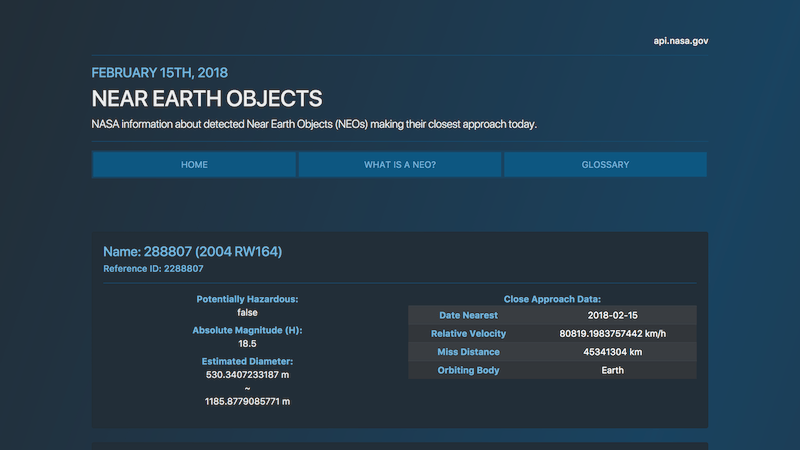 api.nasa.gov
FEBRUARY 15TH, 2018
NEAR EARTH OBJECTS
NASA information about detected Near Earth Objects (NEOs) making their closest approach today.
HOME WHAT IS A NEO? GLOSSARY
Name: 288807 (2004 RW164)
Reference ID: 2288807
Potentially Hazardous:
false
Absolute Magnitude (H):
18.5
Estimated Diameter:
530.3407233187 m
~
1185.8779085771 m
Close Approach Data:
Date Nearest 2018-02-15
Relative Velocity 80819.1983757442 km/h
Miss Distance 45341304 km
Orbiting Body Earth